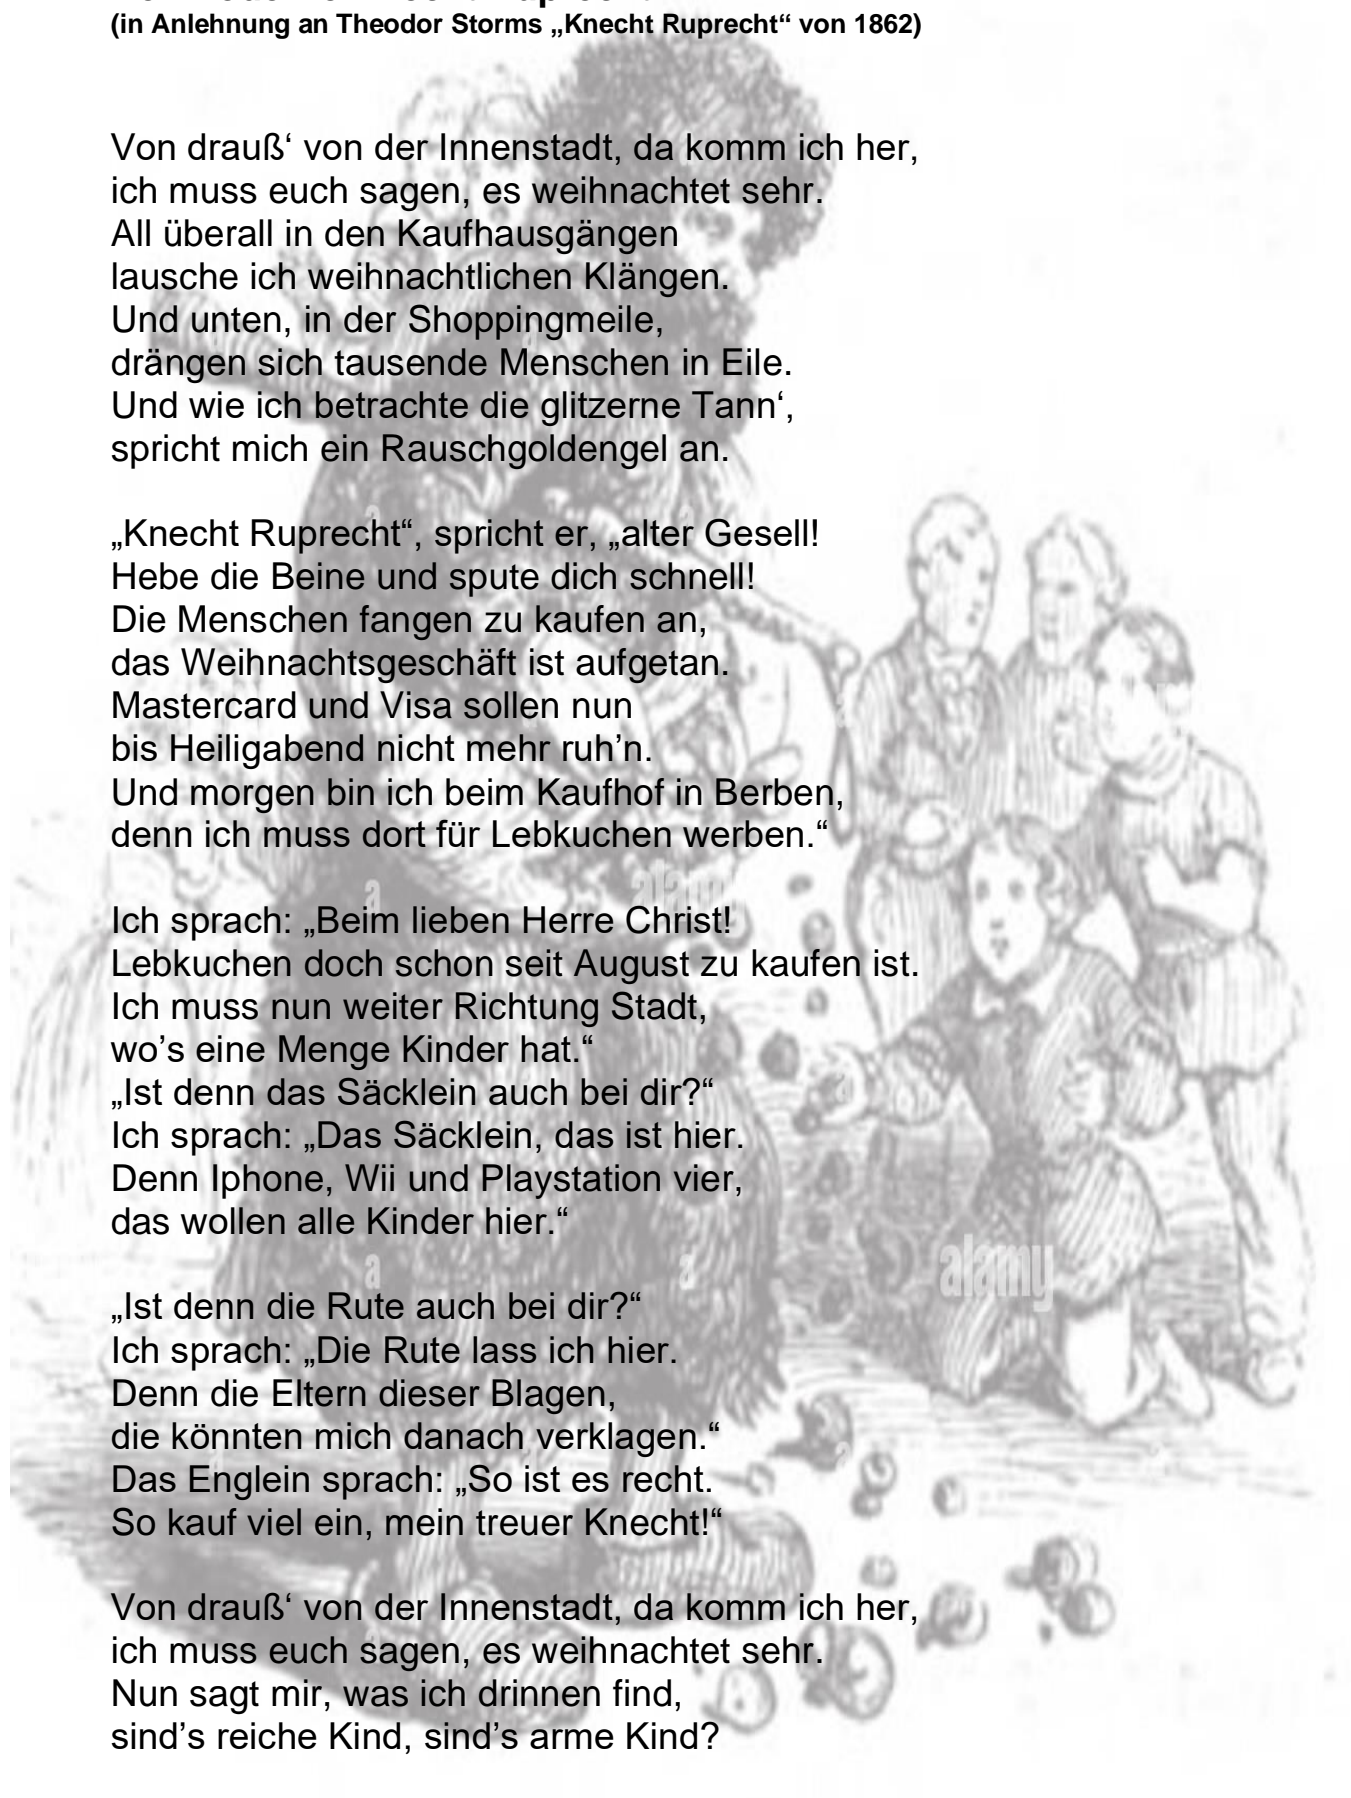 (in Anlehnung an Theodor Storms „Knecht Ruprecht“ von 1862)
Von drauß‘ von der Innenstadt, da komm ich her,
ich muss euch sagen, es weihnachtet sehr.
All überall in den Kaufhausgängen
lausche ich weihnachtlichen Klängen.
Und unten, in der Shoppingmeile,
drängen sich tausende Menschen in Eile.
Und wie ich betrachte die glitzerne Tann‘,
spricht mich ein Rauschgoldengel an.
„Knecht Ruprecht“, spricht er, „alter Gesell!
Hebe die Beine und spute dich schnell!
Die Menschen fangen zu kaufen an,
das Weihnachtsgeschäft ist aufgetan.
Mastercard und Visa sollen nun
bis Heiligabend nicht mehr ruh’n.
Und morgen bin ich beim Kaufhof in Berben,
denn ich muss dort für Lebkuchen werben.“
Ich sprach: „Beim lieben Herre Christ!
Lebkuchen doch schon seit August zu kaufen ist.
Ich muss nun weiter Richtung Stadt,
wo’s eine Menge Kinder hat.“
„Ist denn das Säcklein auch bei dir?“
Ich sprach: „Das Säcklein, das ist hier.
Denn Iphone, Wii und Playstation vier,
das wollen alle Kinder hier.“
„Ist denn die Rute auch bei dir?“
Ich sprach: „Die Rute lass ich hier.
Denn die Eltern dieser Blagen,
die könnten mich danach verklagen.“
Das Englein sprach: „So ist es recht.
So kauf viel ein, mein treuer Knecht!“
Von drauß‘ von der Innenstadt, da komm ich her,
ich muss euch sagen, es weihnachtet sehr.
Nun sagt mir, was ich drinnen find,
sind’s reiche Kind, sind’s arme Kind?
alamy
alamy